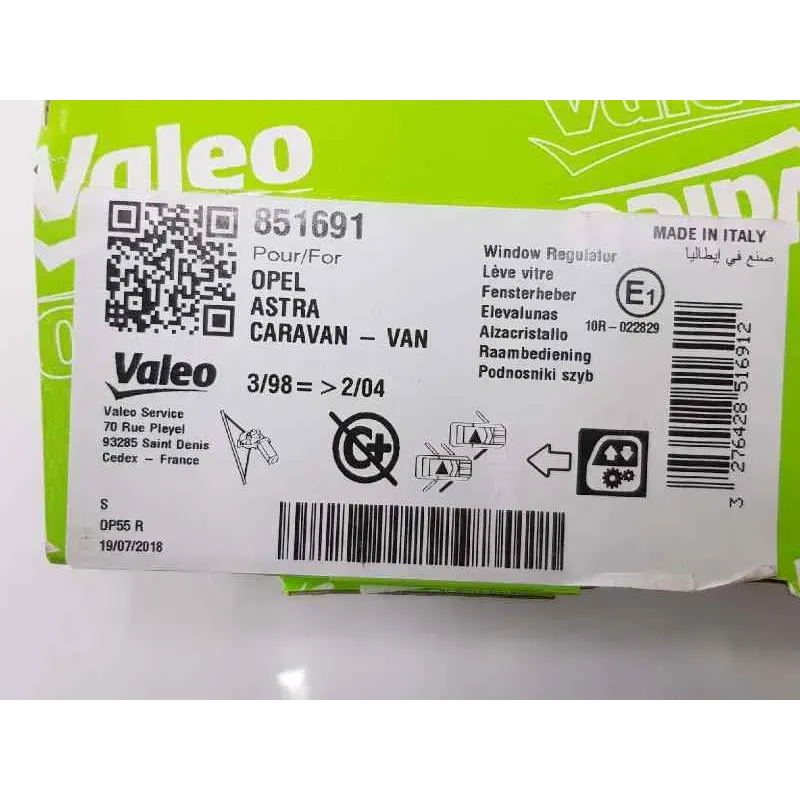 Valeo
Valeo
851691
Pour/For
OPEL
ASTRA
CARAVAN - VAN
3/98 = > 2/04
Window Regulator
Lève vitre
Fensterheber
Elevalunas
Alzacristallo
Raambediening
Podnosniki szyb
MADE IN ITALY
صنع في إيطاليا
E1
10R-022829
3 276428 516912
Valeo
Valeo Service
70 Rue Pleyel
93285 Saint Denis
Cedex - France
C+
S
OP55 R
19/07/2018